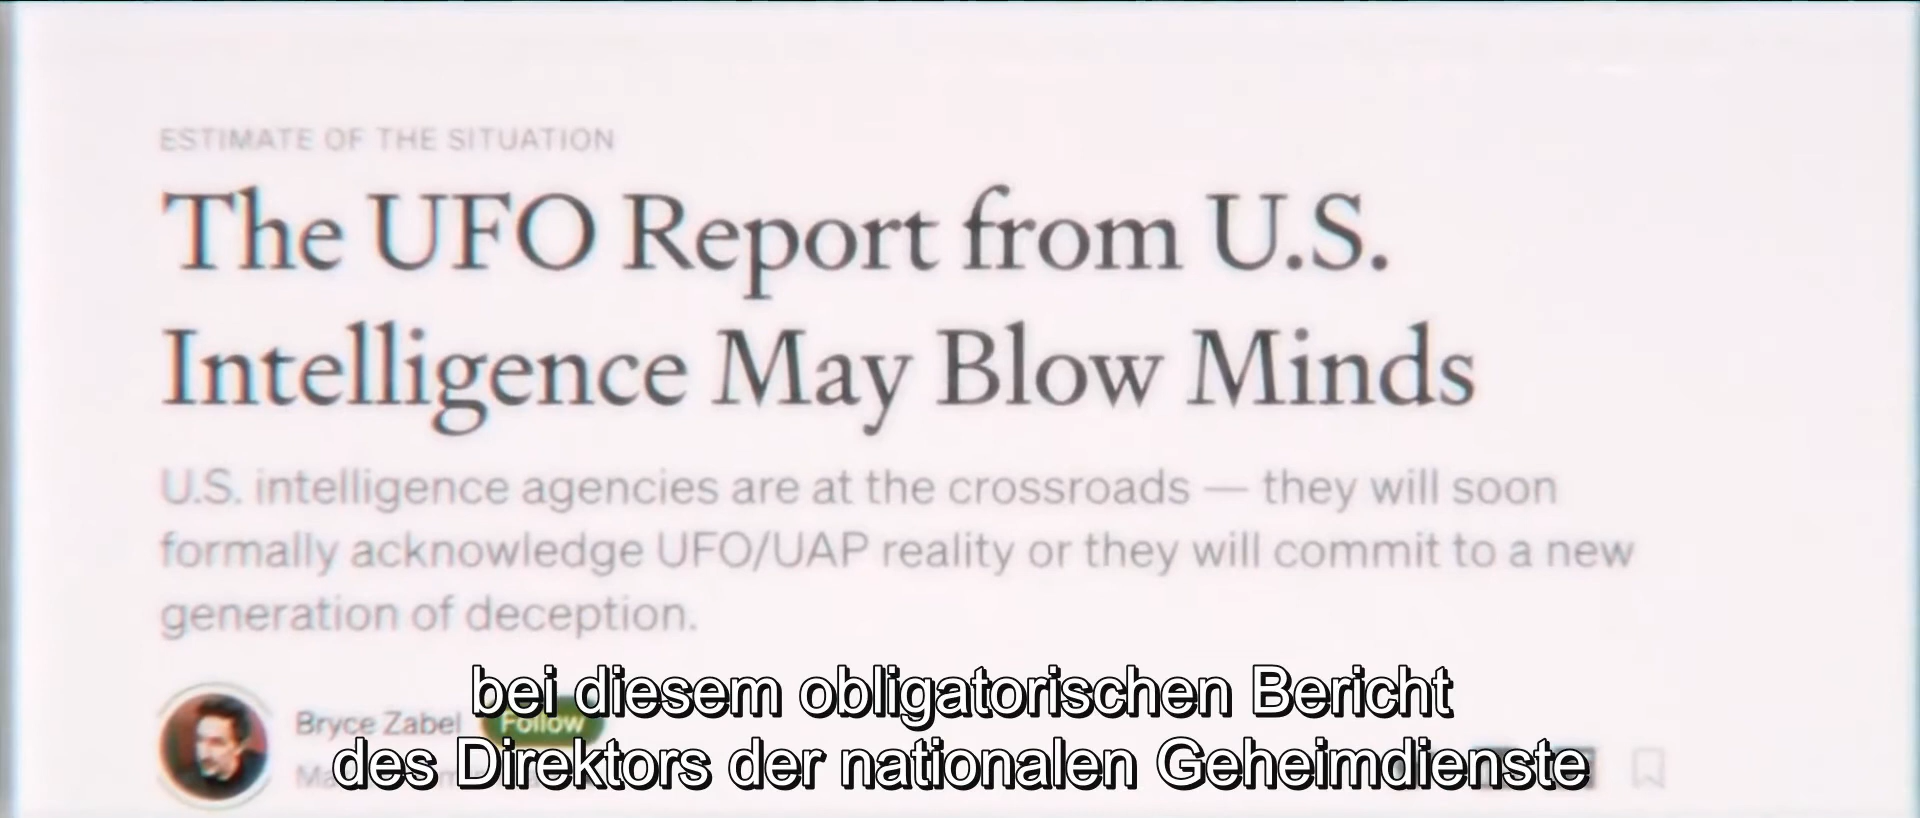 ESTIMATE OF THE SITUATION
The UFO Report from U.S.
Intelligence May Blow Minds
U.S. intelligence agencies are at the crossroads — they will soon
formally acknowledge UFO/UAP reality or they will commit to a new
generation of deception.
Bryce Zabel Follow
bei diesem obligatorischen Bericht
des Direktors der nationalen Geheimdienste